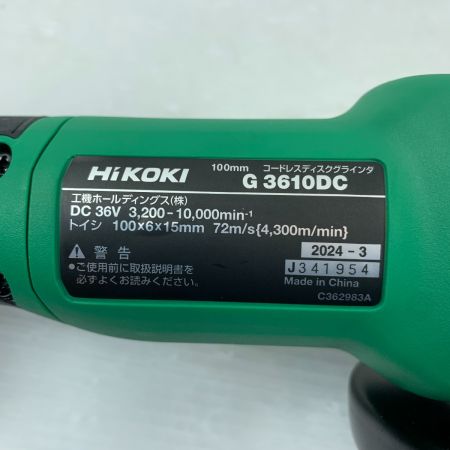 HiKOKI
100mm コードレスディスクグラインダ
G 3610DC
工機ホールディングス(株)
DC 36V 3,200-10,000min-1
トイシ 100×6×15mm 72m/s{4,300m/min}
⚠ 警告
●ご使用前に取扱説明書を
必ずよくお読みください。
2024-3
J341954
Made in China
C362983A